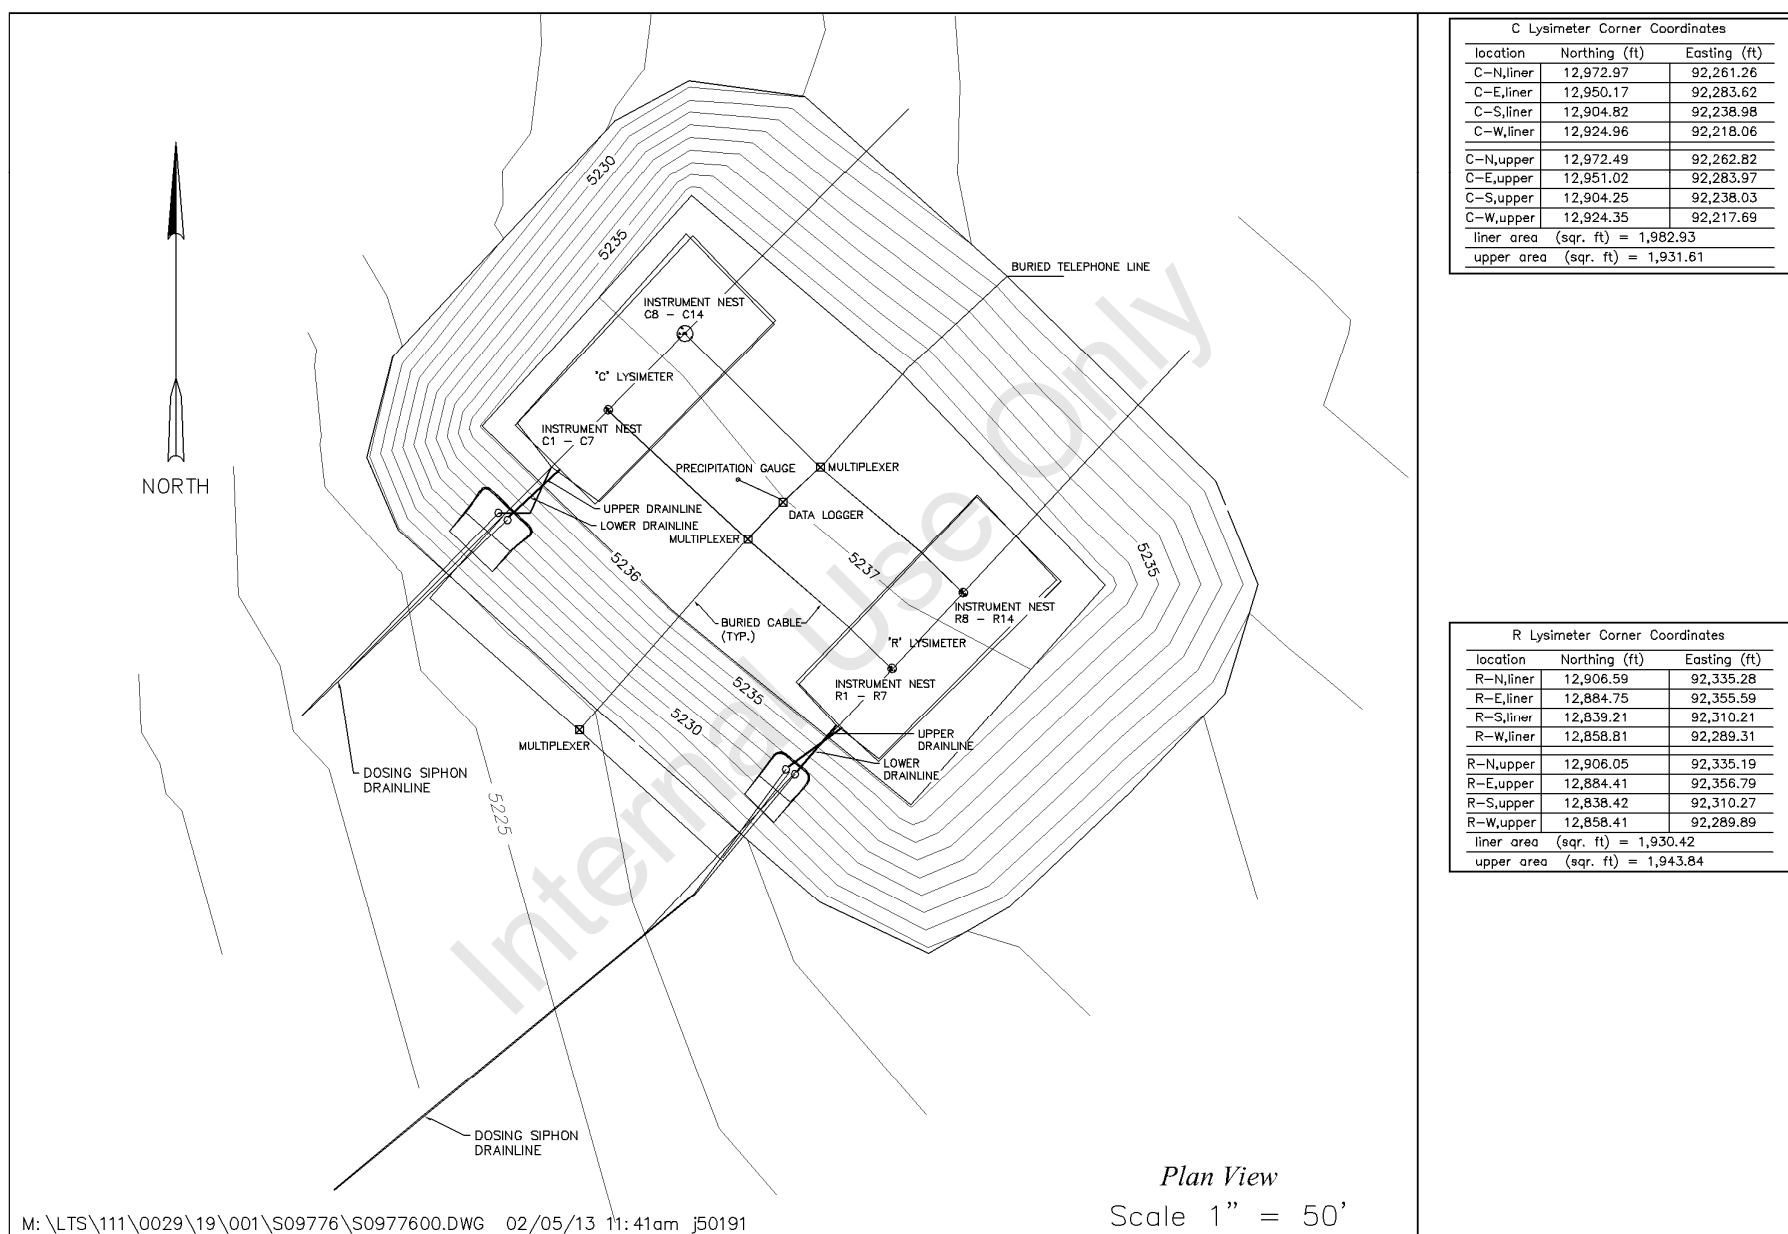 5230
5235
BURIED TELEPHONE LINE
INSTRUMENT NEST
C8 - C14
'C' LYSIMETER
INSTRUMENT NEST
C1 - C7
NORTH
PRECIPITATION GAUGE
MULTIPLEXER
UPPER DRAINLINE
LOWER DRAINLINE
DATA LOGGER
MULTIPLEXER
5236
5237
5235
INSTRUMENT NEST
R8 - R14
BURIED CABLE
(TYP.)
'R' LYSIMETER
INSTRUMENT NEST
R1 - R7
5235
5230
MULTIPLEXER
UPPER
DRAINLINE
LOWER
DRAINLINE
DOSING SIPHON
DRAINLINE
5225
DOSING SIPHON
DRAINLINE
Internal Use Only
Plan View
Scale 1" = 50'
M:\LTS\111\0029\19\001\S09776\S0977600.DWG 02/05/13 11:41am j50191
C Lysimeter Corner Coordinates
location Northing (ft) Easting (ft)
C-N,liner 12,972.97 92,261.26
C-E,liner 12,950.17 92,283.62
C-S,liner 12,904.82 92,238.98
C-W,liner 12,924.96 92,218.06
C-N,upper 12,972.49 92,262.82
C-E,upper 12,951.02 92,283.97
C-S,upper 12,904.25 92,238.03
C-W,upper 12,924.35 92,217.69
liner area (sqr. ft) = 1,982.93
upper area (sqr. ft) = 1,931.61
R Lysimeter Corner Coordinates
location Northing (ft) Easting (ft)
R-N,liner 12,906.59 92,335.28
R-E,liner 12,884.75 92,355.59
R-S,liner 12,839.21 92,310.21
R-W,liner 12,858.81 92,289.31
R-N,upper 12,906.05 92,335.19
R-E,upper 12,884.41 92,356.79
R-S,upper 12,838.42 92,310.27
R-W,upper 12,858.41 92,289.89
liner area (sqr. ft) = 1,930.42
upper area (sqr. ft) = 1,943.84